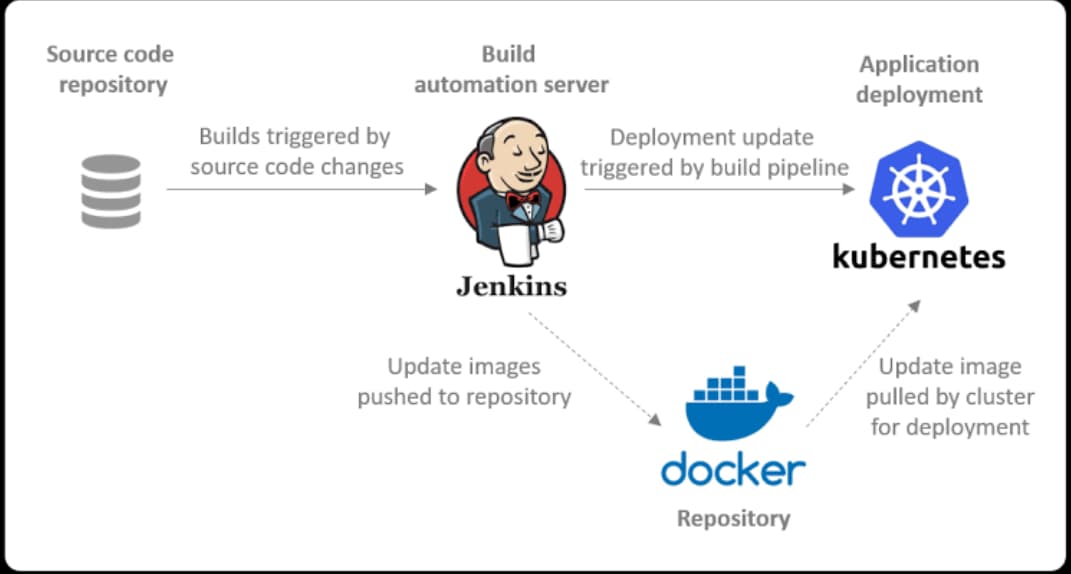 Source code
repository
Build
automation server
Application
deployment
Builds triggered by
source code changes
Deployment update
triggered by build pipeline
Jenkins
kubernetes
Update images
pushed to repository
Update image
pulled by cluster
for deployment
docker
Repository